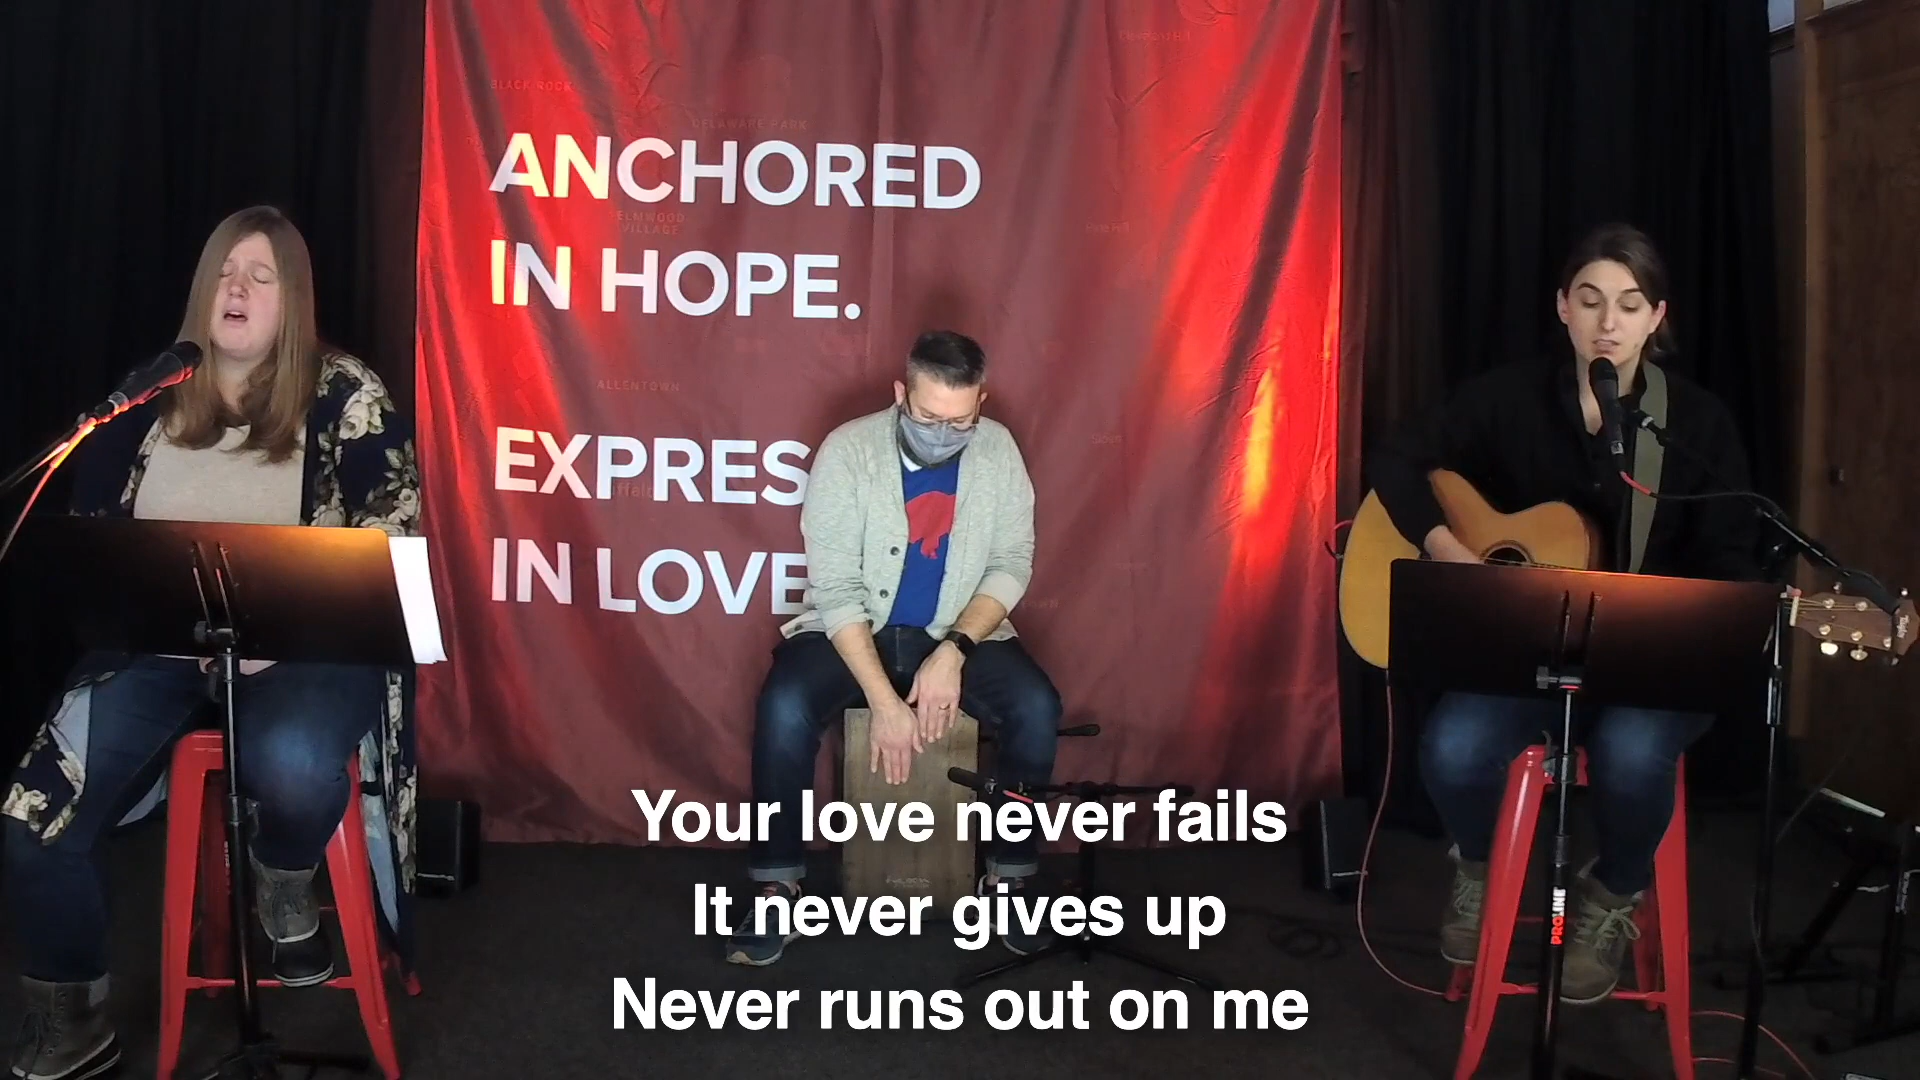 BLACK ROCK
DELAWARE PARK
ANCHORED
ELMWOOD
VILLAGE
IN HOPE.
ALLENTOWN
EXPRES
IN LOVE
Your love never fails
It never gives up
Never runs out on me
PROLINE